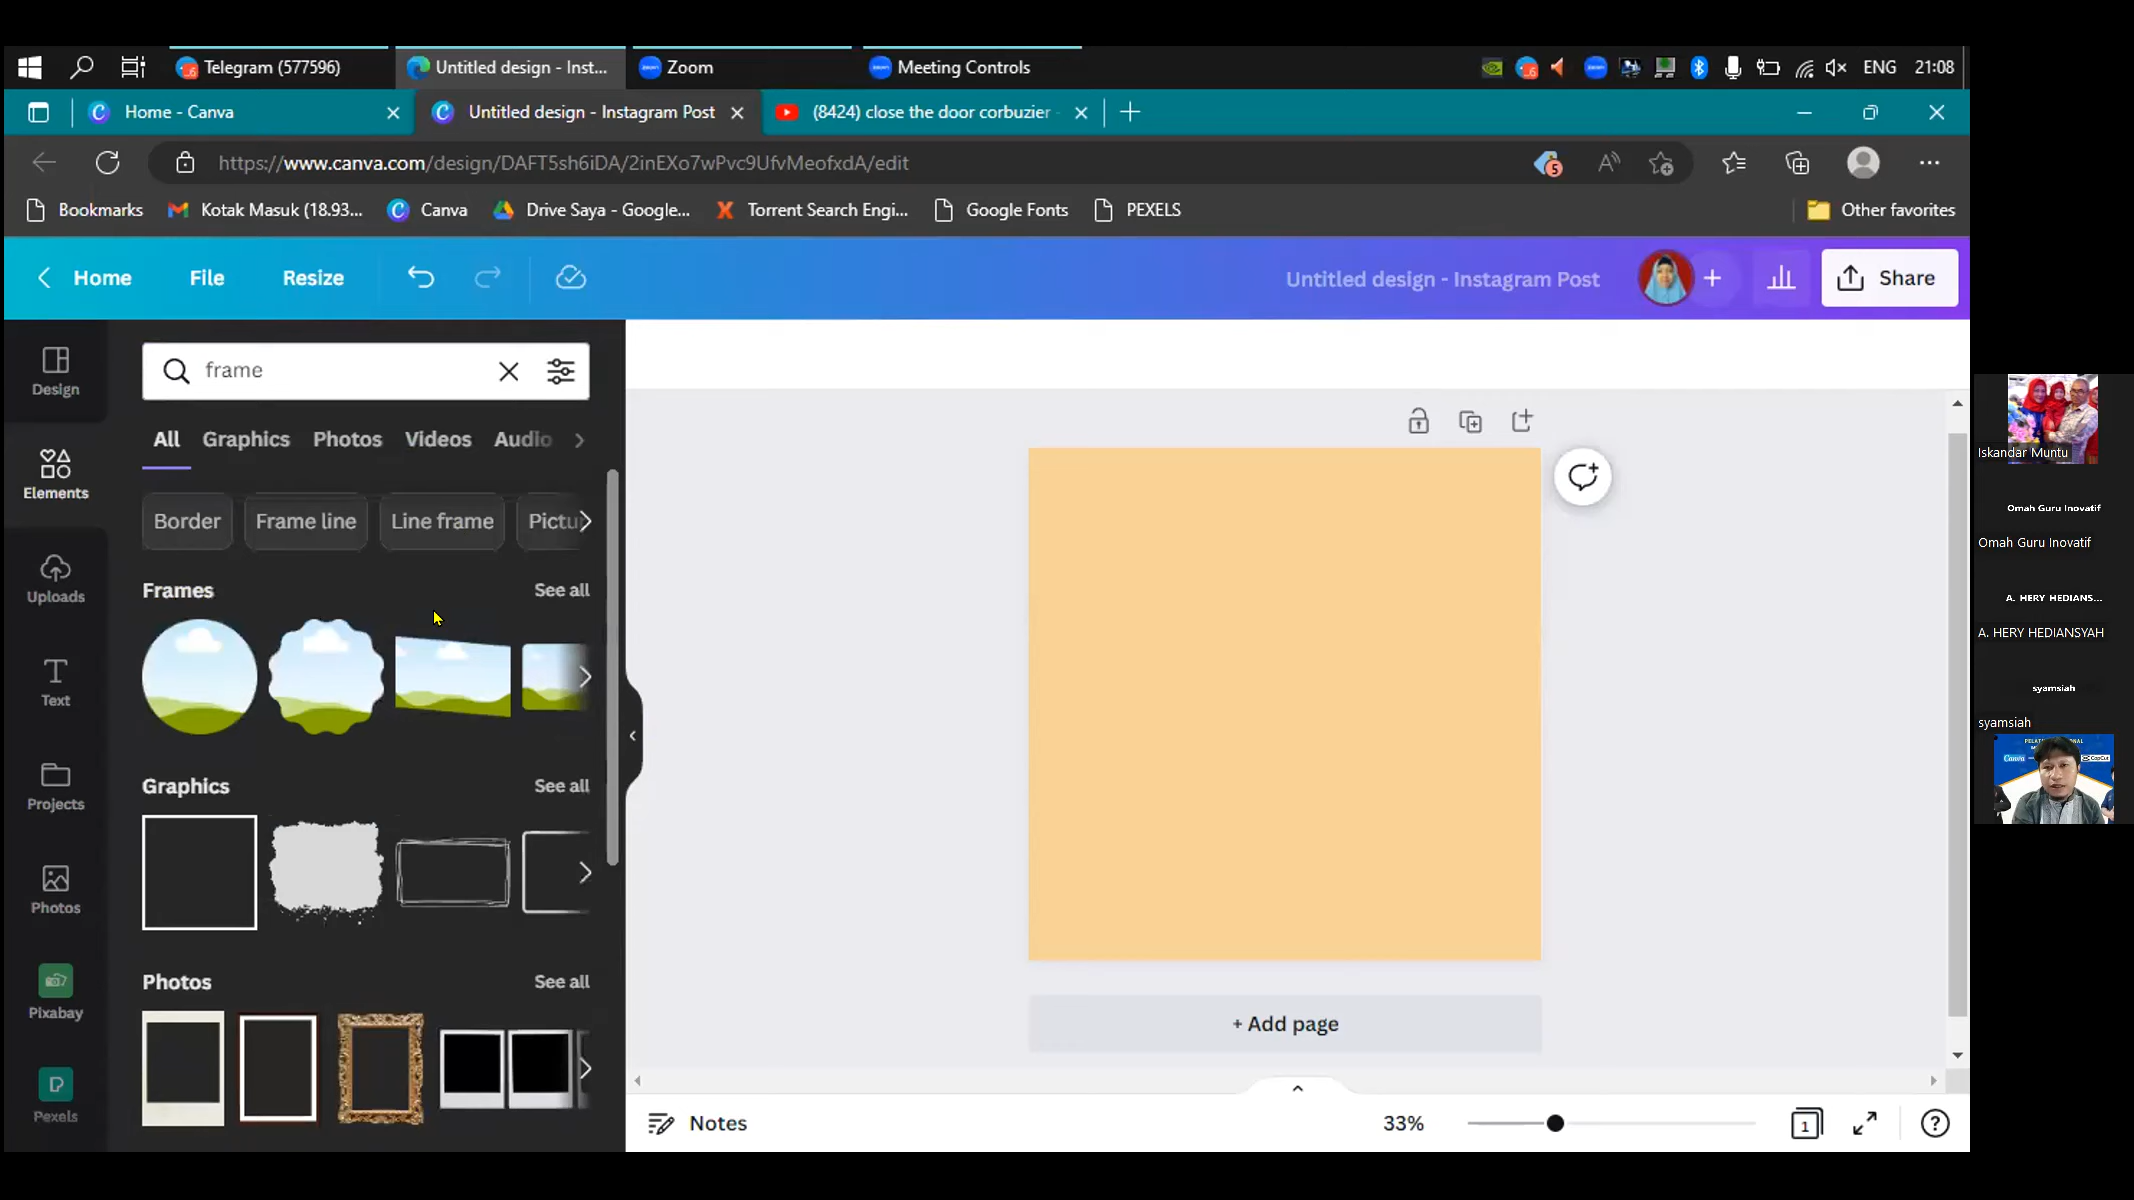 Telegram (577596)
Untitled design - Inst...
Zoom
Meeting Controls
ENG
21:08
Home - Canva
Untitled design - Instagram Post
(8424) close the door corbuzier -
https://www.canva.com/design/DAFT5sh6iDA/2inEXo7wPvc9UfvMeofxdA/edit
5
Bookmarks
Kotak Masuk (18.93...
Canva
Drive Saya - Google...
Torrent Search Engi...
Google Fonts
PEXELS
Other favorites
Home
File
Resize
Untitled design - Instagram Post
Share
Design
Elements
Uploads
Text
Projects
Photos
Pixabay
Pexels
frame
All
Graphics
Photos
Videos
Audio
Border
Frame line
Line frame
Pictu
Frames
See all
Graphics
See all
Photos
See all
+ Add page
Notes
33%
1
Iskandar Muntu
Omah Guru Inovatif
Omah Guru Inovatif
A. HERY HEDIANS...
A. HERY HEDIANSYAH
syamsiah
syamsiah
Canva
CapCut